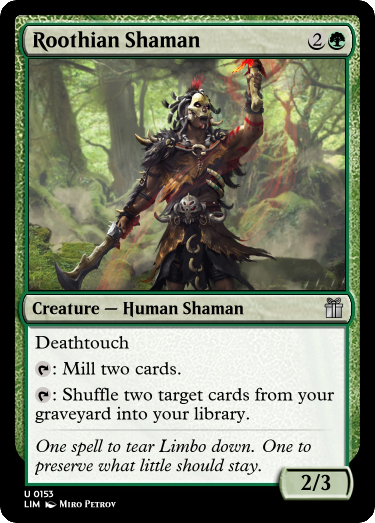 Roothian Shaman 2
Creature — Human Shaman
Deathtouch
: Mill two cards.
: Shuffle two target cards from your
graveyard into your library.
One spell to tear Limbo down. One to
preserve what little should stay.
2/3
U 0153
LIM Miro Petrov